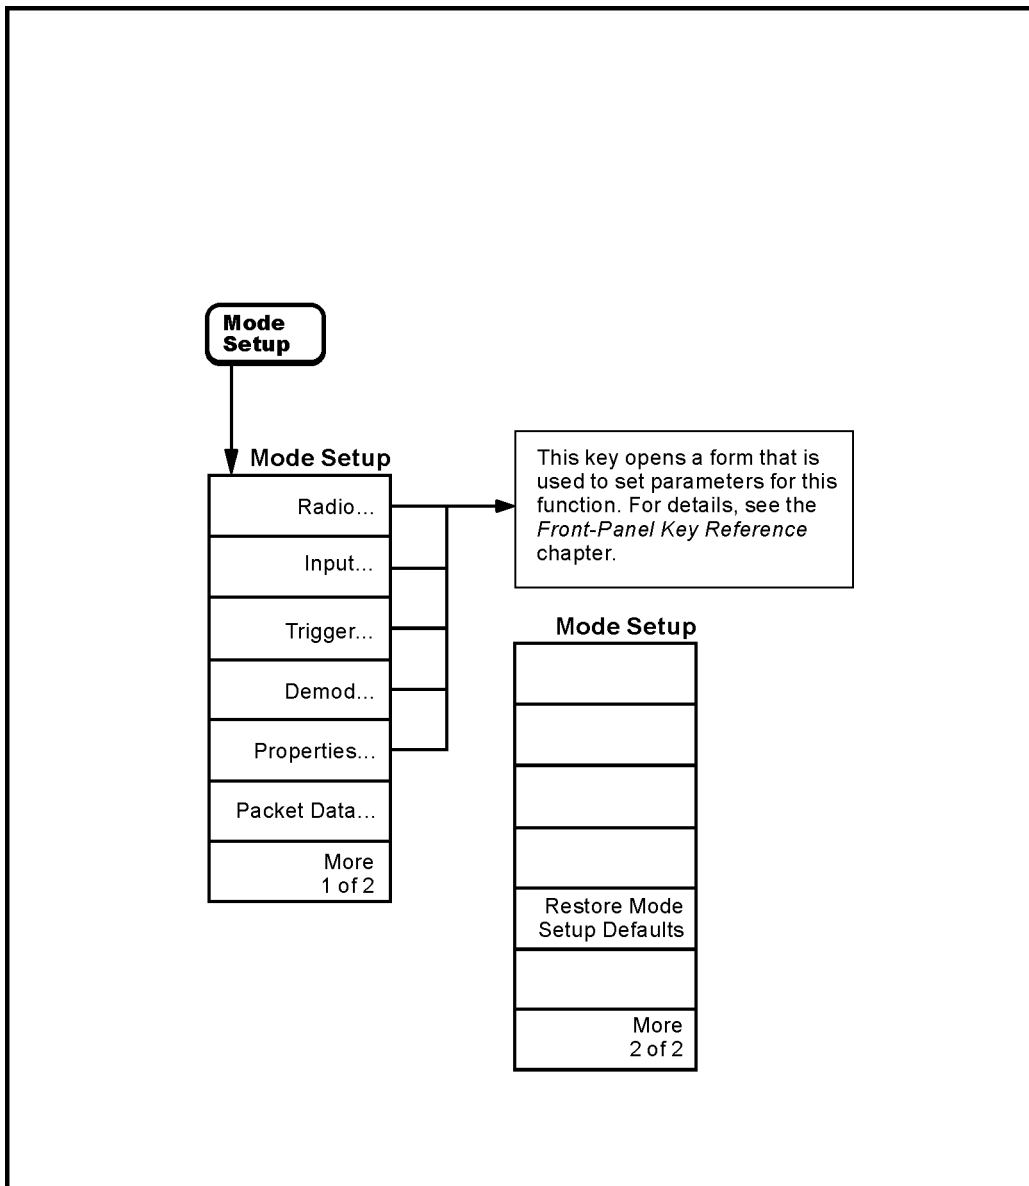 Mode
Setup
Mode Setup
Radio...
Input...
Trigger...
Demod...
Properties...
Packet Data...
More
1 of 2
This key opens a form that is
used to set parameters for this
function. For details, see the
Front-Panel Key Reference
chapter.
Mode Setup
Restore Mode
Setup Defaults
More
2 of 2